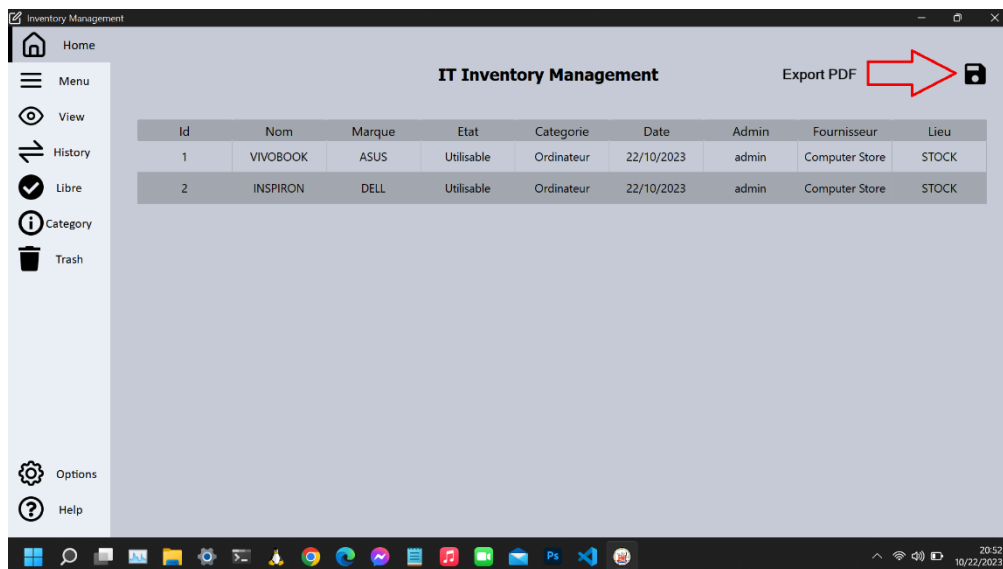 Inventory Management
Home
Menu
View
History
Libre
Category
Trash
Options
Help
IT Inventory Management
Export PDF
Id Nom Marque Etat Categorie Date Admin Fournisseur Lieu
1 VIVOBOOK ASUS Utilisable Ordinateur 22/10/2023 admin Computer Store STOCK
2 INSPIRON DELL Utilisable Ordinateur 22/10/2023 admin Computer Store STOCK
Ps
20:52
10/22/2023